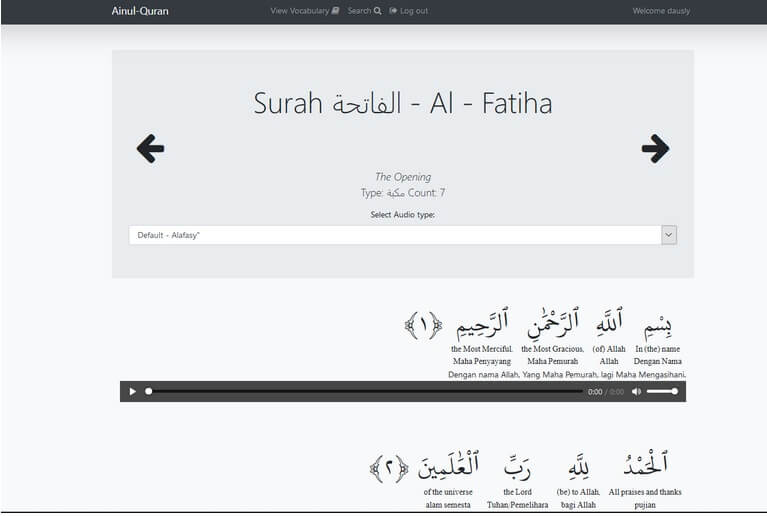 Ainul-Quran View Vocabulary Search Log out Welcome dausly
Surah الفاتحة - Al - Fatiha
The Opening
Type: مكية Count: 7
Select Audio type:
Default - Alafasy"
بِسْمِ ٱللَّهِ ٱلرَّحْمَٰنِ ٱلرَّحِيمِ ﴿١﴾
the Most Merciful. the Most Gracious, (of) Allah In (the) name
Maha Penyayang Maha Pemurah Allah Dengan Nama
Dengan nama Allah, Yang Maha Pemurah, lagi Maha Mengasihani.
0:00 / 0:00
ٱلْحَمْدُ لِلَّهِ رَبِّ ٱلْعَٰلَمِينَ ﴿٢﴾
of the universe the Lord (be) to Allah, All praises and thanks
alam semesta Tuhan/Pemelihara bagi Allah pujian